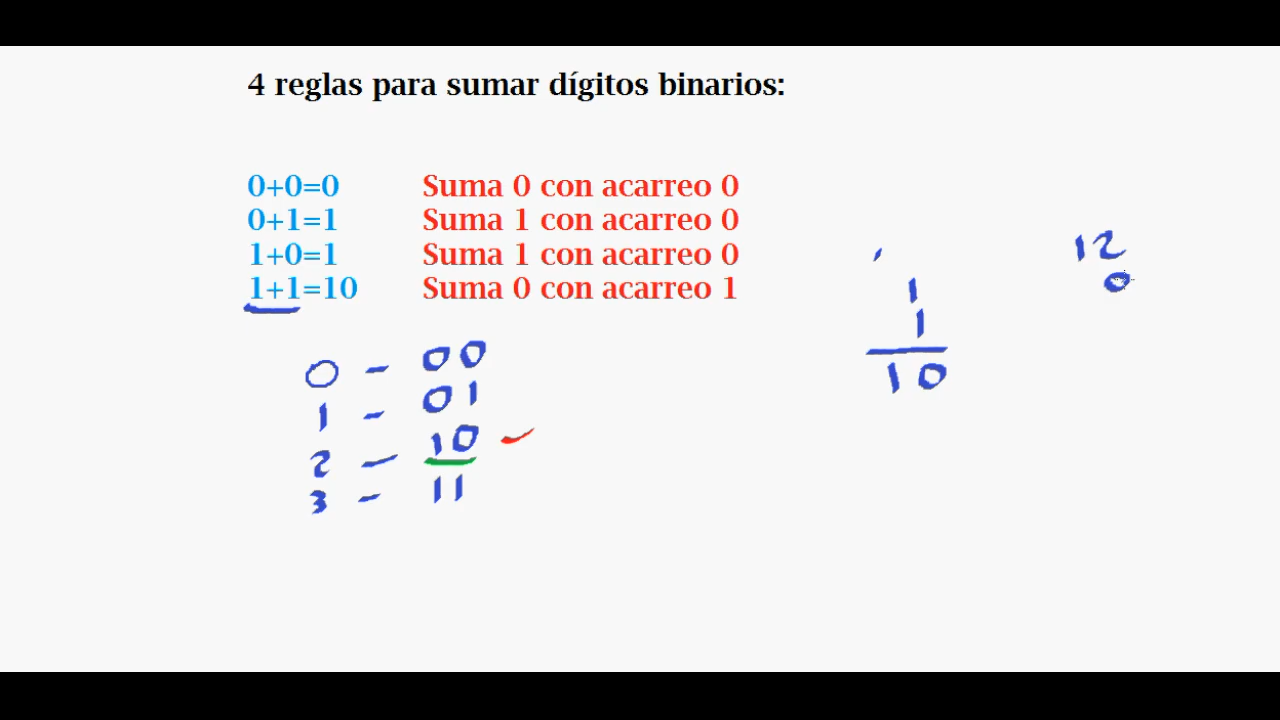 4 reglas para sumar dígitos binarios:
0+0=0 Suma 0 con acarreo 0
0+1=1 Suma 1 con acarreo 0
1+0=1 Suma 1 con acarreo 0
1+1=10 Suma 0 con acarreo 1
0 - 00
1 - 01
2 - 10
3 - 11
1
1
10
12
0